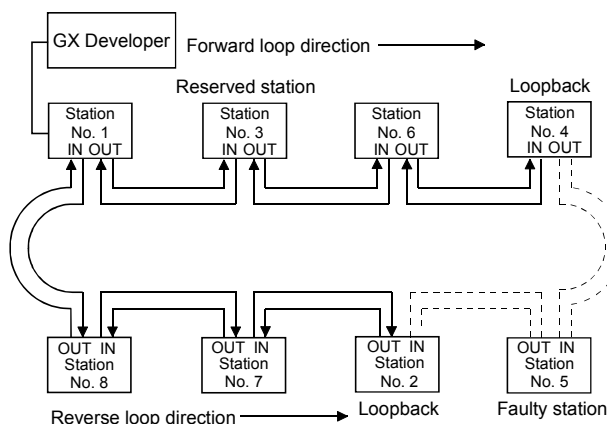 GX Developer
Forward loop direction
Reserved station
Loopback
Station
No. 1
IN OUT
Station
No. 3
IN OUT
Station
No. 6
IN OUT
Station
No. 4
IN OUT
OUT IN
Station
No. 8
OUT IN
Station
No. 7
OUT IN
Station
No. 2
OUT IN
Station
No. 5
Reverse loop direction
Loopback
Faulty station